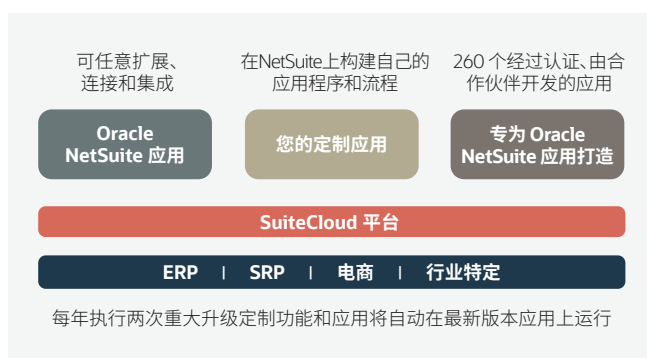 可任意扩展、
连接和集成
在NetSuite上构建自己的
应用程序和流程
260 个经过认证、由合
作伙伴开发的应用
Oracle
NetSuite 应用
您的定制应用
专为 Oracle
NetSuite 应用打造
SuiteCloud 平台
ERP | SRP | 电商 | 行业特定
每年执行两次重大升级定制功能和应用将自动在最新版本应用上运行